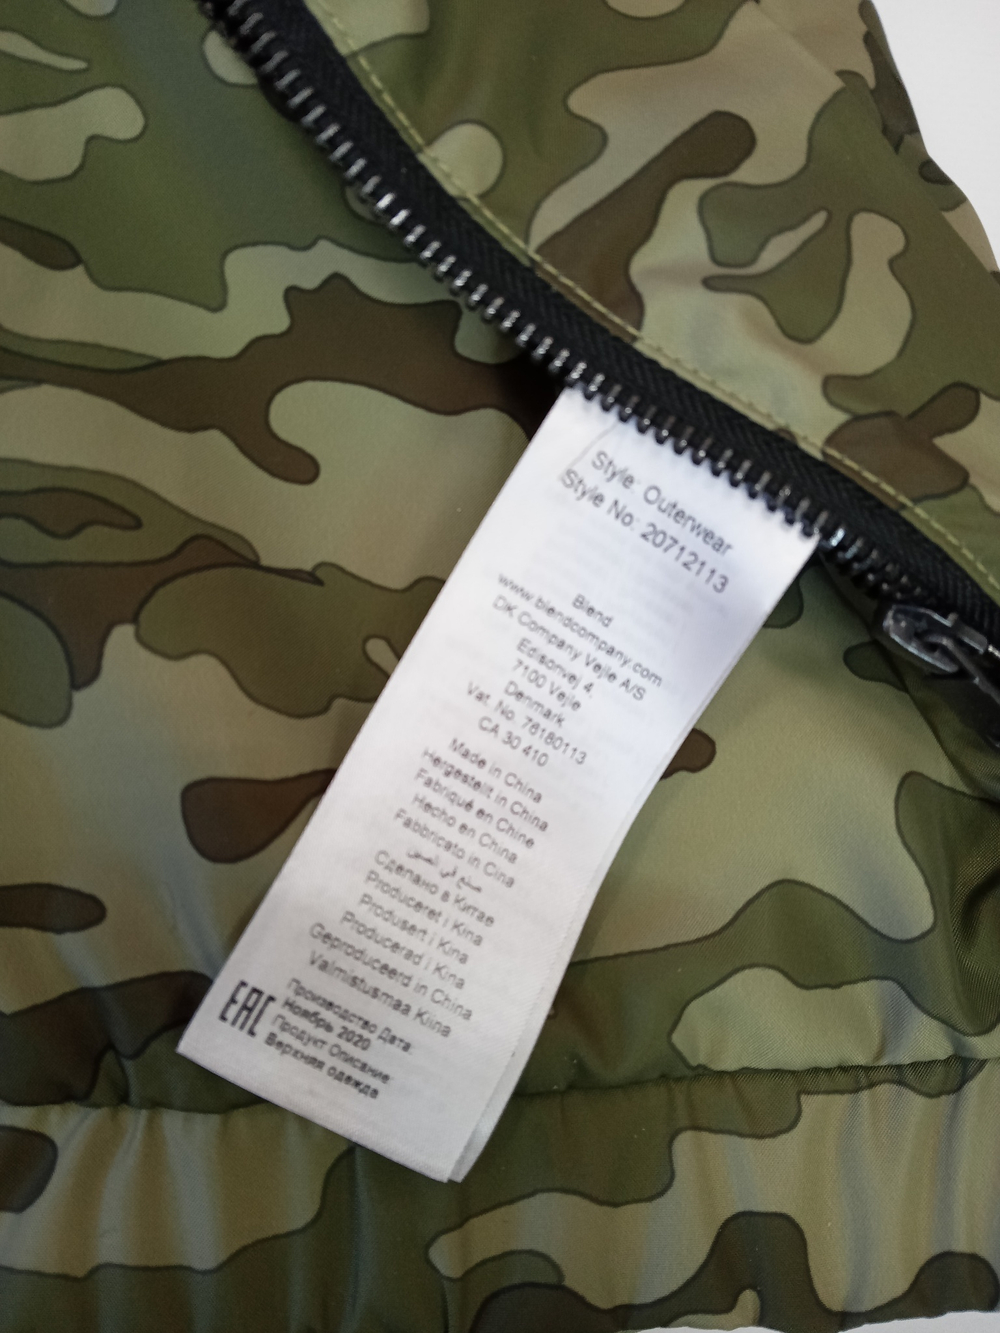 Style: Outerwear
Style No: 20712113
Blend
www.blendcompany.com
DK Company Vejle A/S
Edisonvej 4,
7100 Vejle
Denmark
Vat. No. 76180113
CA 30 410
Made in China
Hergestellt in China
Fabriqué en Chine
Hecho en China
Fabbricato in Cina
صنع في الصين
Сделано в Китае
Produceret i Kina
Produsert i Kina
Producerad i Kina
Geproduceerd in China
Valmistusmaa Kiina
EAC
Производство Дата:
Ноябрь 2020
Продукт Описание:
Верхняя одежда